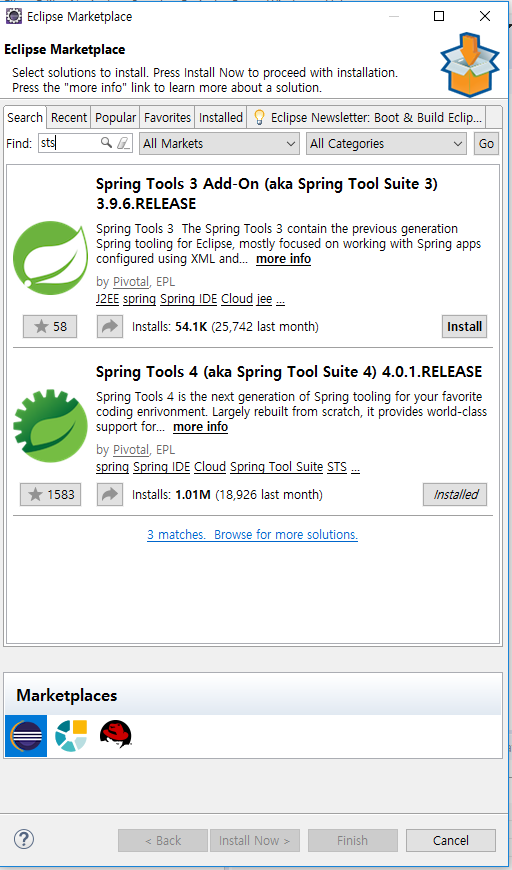 Eclipse Marketplace
Eclipse Marketplace
Select solutions to install. Press Install Now to proceed with installation.
Press the "more info" link to learn more about a solution.
Search Recent Popular Favorites Installed Eclipse Newsletter: Boot & Build Eclip...
Find: sts All Markets All Categories Go
Spring Tools 3 Add-On (aka Spring Tool Suite 3)
3.9.6.RELEASE
Spring Tools 3 The Spring Tools 3 contain the previous generation
Spring tooling for Eclipse, mostly focused on working with Spring apps
configured using XML and... more info
by Pivotal, EPL
J2EE spring Spring IDE Cloud jee ...
58 Installs: 54.1K (25,742 last month) Install
Spring Tools 4 (aka Spring Tool Suite 4) 4.0.1.RELEASE
Spring Tools 4 is the next generation of Spring tooling for your favorite
coding enrivonment. Largely rebuilt from scratch, it provides world-class
support for... more info
by Pivotal, EPL
spring Spring IDE Cloud Spring Tool Suite STS ...
1583 Installs: 1.01M (18,926 last month) Installed
3 matches. Browse for more solutions.
Marketplaces
? < Back Install Now > Finish Cancel